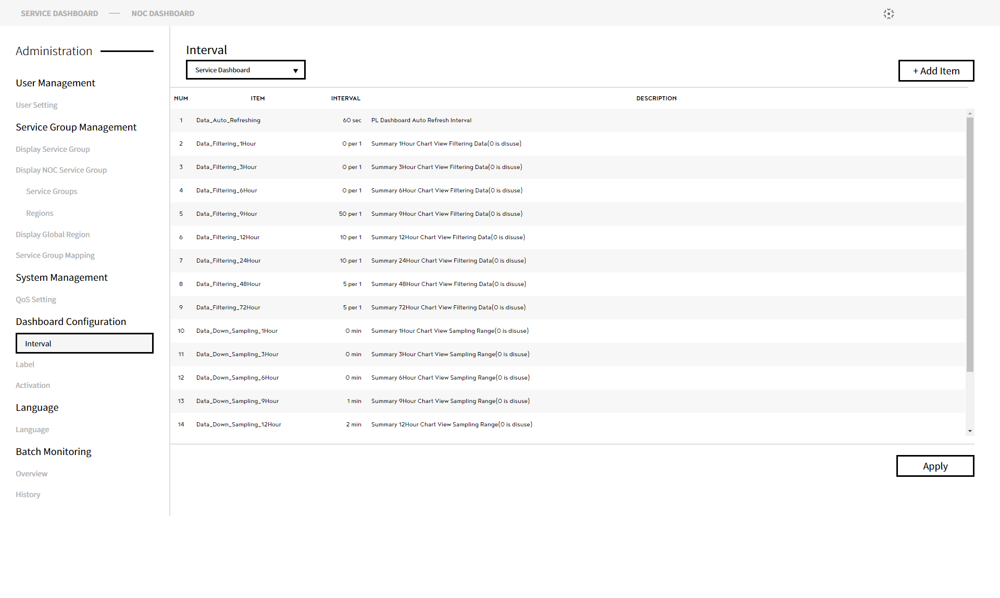 SERVICE DASHBOARD — NOC DASHBOARD
Administration
User Management
User Setting
Service Group Management
Display Service Group
Display NOC Service Group
Service Groups
Regions
Display Global Region
Service Group Mapping
System Management
QoS Setting
Dashboard Configuration
Interval
Label
Activation
Language
Language
Batch Monitoring
Overview
History
Interval
Service Dashboard
+ Add Item
NUM ITEM INTERVAL DESCRIPTION
1 Data_Auto_Refreshing 60 sec PL Dashboard Auto Refresh Interval
2 Data_Filtering_1Hour 0 per 1 Summary 1Hour Chart View Filtering Data(0 is disuse)
3 Data_Filtering_3Hour 0 per 1 Summary 3Hour Chart View Filtering Data(0 is disuse)
4 Data_Filtering_6Hour 0 per 1 Summary 6Hour Chart View Filtering Data(0 is disuse)
5 Data_Filtering_9Hour 50 per 1 Summary 9Hour Chart View Filtering Data(0 is disuse)
6 Data_Filtering_12Hour 10 per 1 Summary 12Hour Chart View Filtering Data(0 is disuse)
7 Data_Filtering_24Hour 10 per 1 Summary 24Hour Chart View Filtering Data(0 is disuse)
8 Data_Filtering_48Hour 5 per 1 Summary 48Hour Chart View Filtering Data(0 is disuse)
9 Data_Filtering_72Hour 5 per 1 Summary 72Hour Chart View Filtering Data(0 is disuse)
10 Data_Down_Sampling_1Hour 0 min Summary 1Hour Chart View Sampling Range(0 is disuse)
11 Data_Down_Sampling_3Hour 0 min Summary 3Hour Chart View Sampling Range(0 is disuse)
12 Data_Down_Sampling_6Hour 0 min Summary 6Hour Chart View Sampling Range(0 is disuse)
13 Data_Down_Sampling_9Hour 1 min Summary 9Hour Chart View Sampling Range(0 is disuse)
14 Data_Down_Sampling_12Hour 2 min Summary 12Hour Chart View Sampling Range(0 is disuse)
Apply